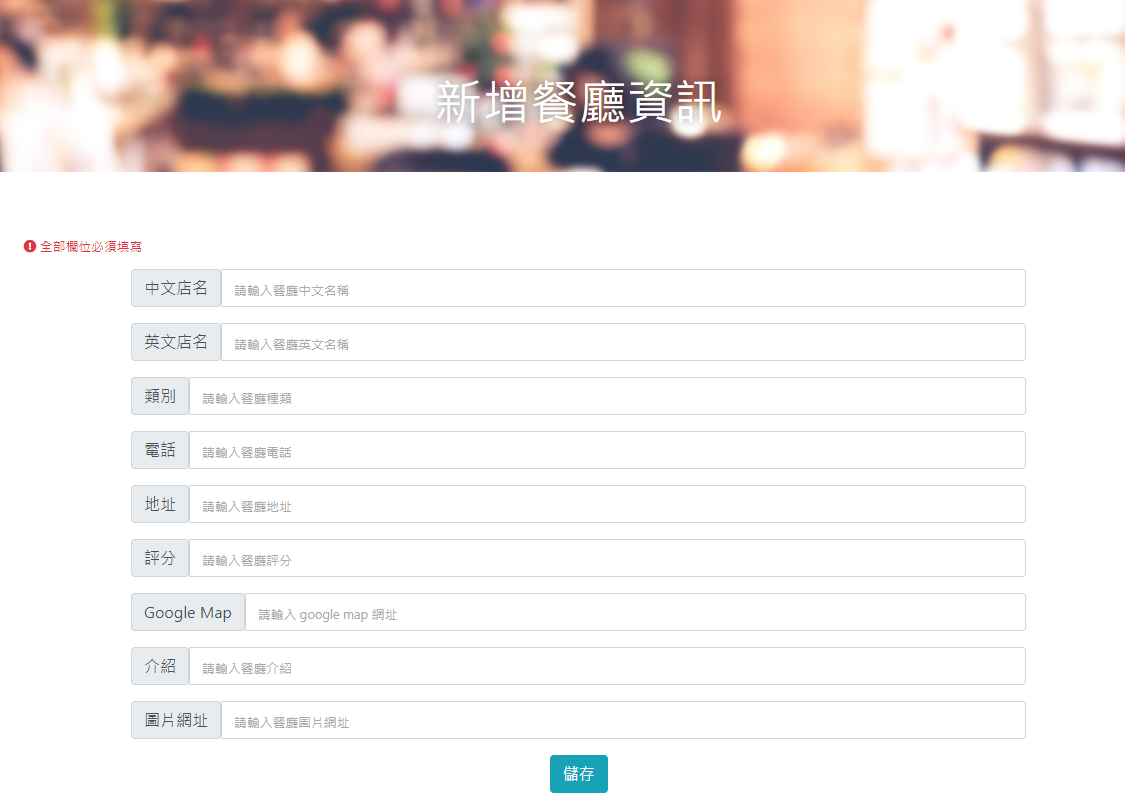 新增餐廳資訊
全部欄位必須填寫
中文店名 請輸入餐廳中文名稱
英文店名 請輸入餐廳英文名稱
類別 請輸入餐廳種類
電話 請輸入餐廳電話
地址 請輸入餐廳地址
評分 請輸入餐廳評分
Google Map 請輸入 google map 網址
介紹 請輸入餐廳介紹
圖片網址 請輸入餐廳圖片網址
儲存